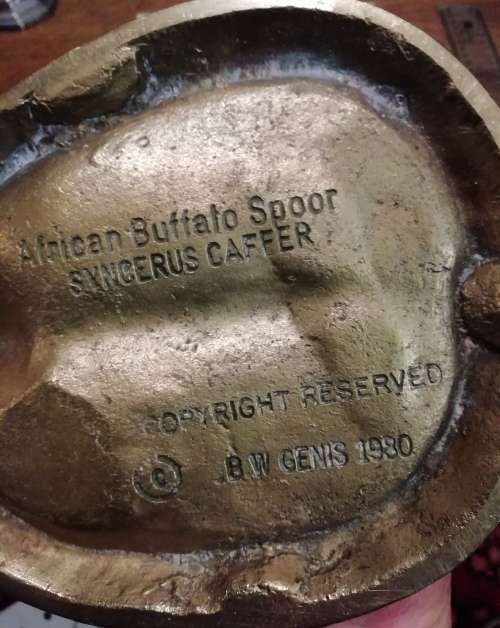 African Buffalo Spoor
SYNCERUS CAFFER
COPYRIGHT RESERVED
© B W GENIS 1980